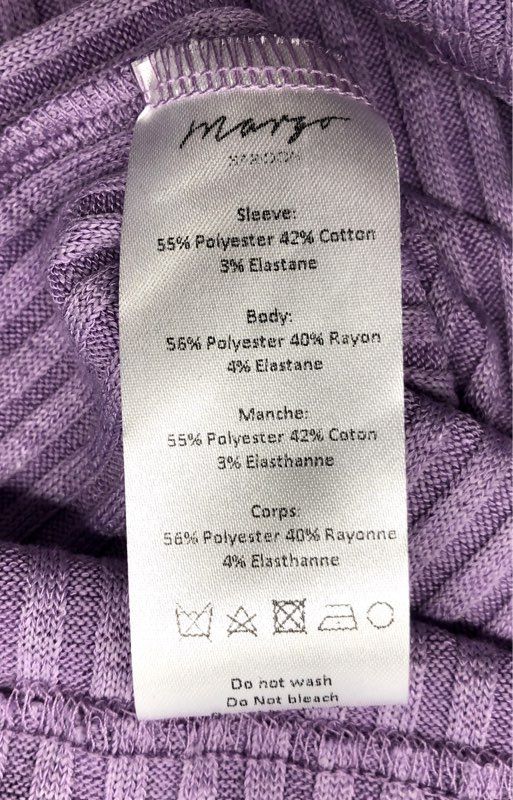 margo
Sleeve:
55% Polyester 42% Cotton
3% Elastane
Body:
56% Polyester 40% Rayon
4% Elastane
Manche:
55% Polyester 42% Coton
3% Elasthanne
Corps:
56% Polyester 40% Rayonne
4% Elasthanne
Do not wash
Do Not bleach